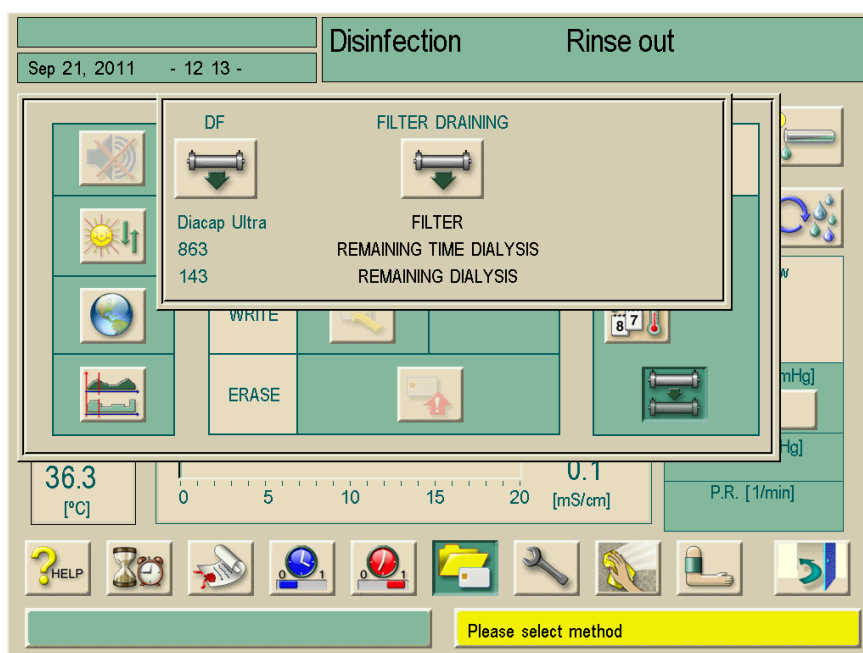 Disinfection Rinse out
Sep 21, 2011 - 12 13 -
DF FILTER DRAINING
Diacap Ultra FILTER
863 REMAINING TIME DIALYSIS
143 REMAINING DIALYSIS
WRITE
8 7
ERASE
mHg]
Hg]
36.3
[°C]
0 5 10 15 20
0.1
[mS/cm]
P.R. [1/min]
? HELP
0 1
0 1
Please select method